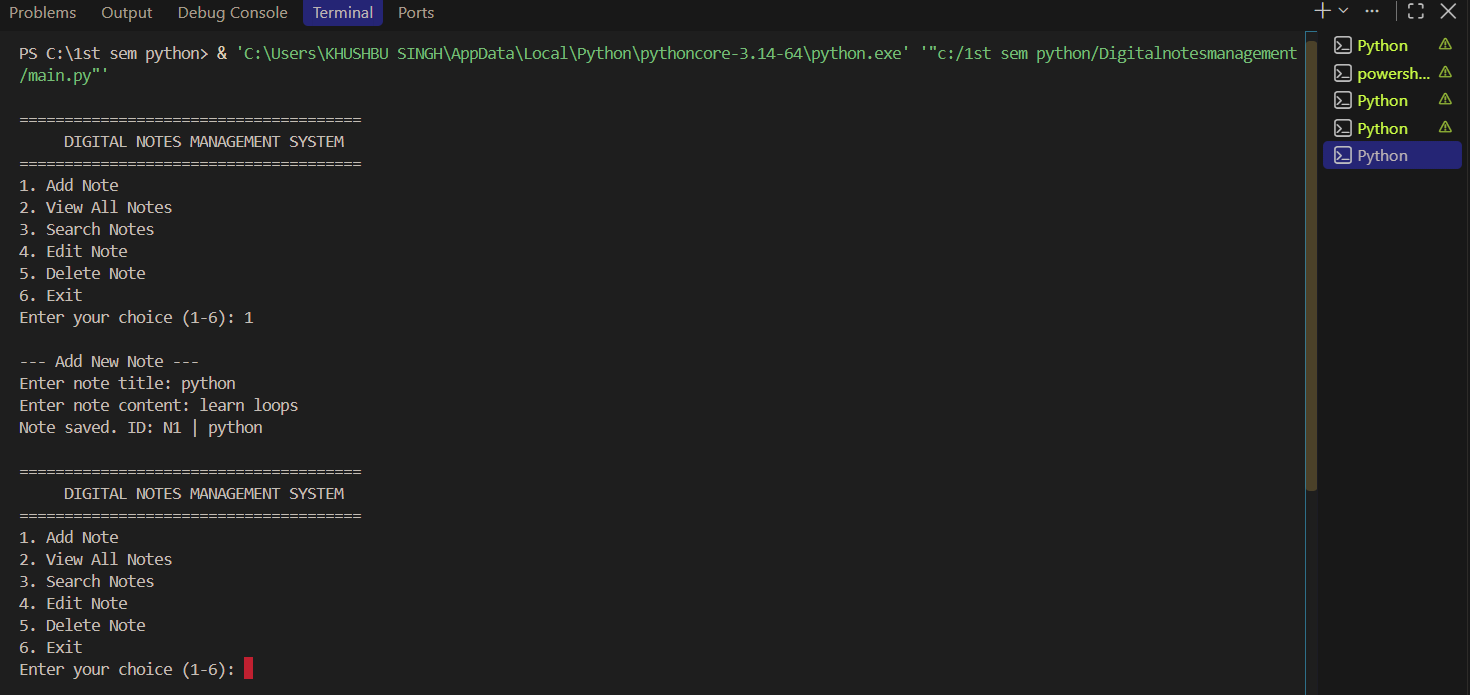 Problems Output Debug Console Terminal Ports
PS C:\1st sem python> & 'C:\Users\KHUSHBU SINGH\AppData\Local\Python\pythoncore-3.14-64\python.exe' '"c:/1st sem python/Digitalnotesmanagement
/main.py"'
======================================
DIGITAL NOTES MANAGEMENT SYSTEM
======================================
1. Add Note
2. View All Notes
3. Search Notes
4. Edit Note
5. Delete Note
6. Exit
Enter your choice (1-6): 1
--- Add New Note ---
Enter note title: python
Enter note content: learn loops
Note saved. ID: N1 | python
======================================
DIGITAL NOTES MANAGEMENT SYSTEM
======================================
1. Add Note
2. View All Notes
3. Search Notes
4. Edit Note
5. Delete Note
6. Exit
Enter your choice (1-6):
Python
powersh...
Python
Python
Python